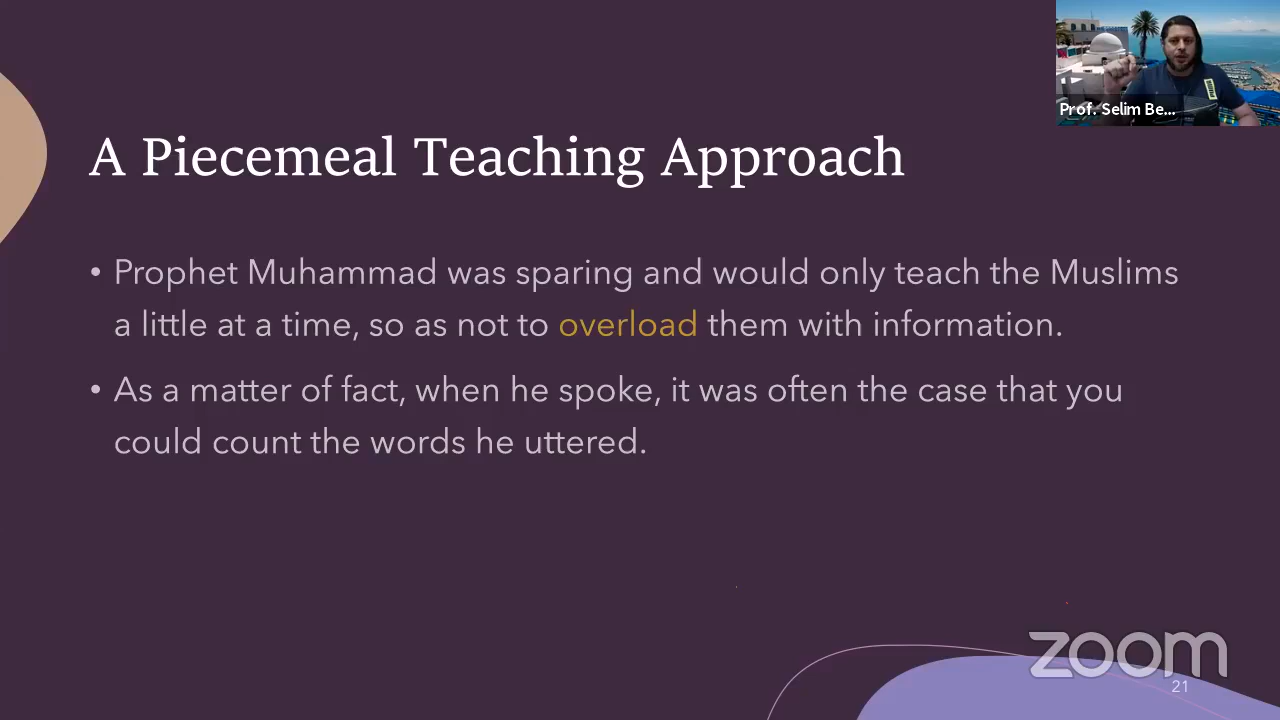 Prof. Selim Be...
A Piecemeal Teaching Approach
• Prophet Muhammad was sparing and would only teach the Muslims
a little at a time, so as not to overload them with information.
• As a matter of fact, when he spoke, it was often the case that you
could count the words he uttered.
zoom
21